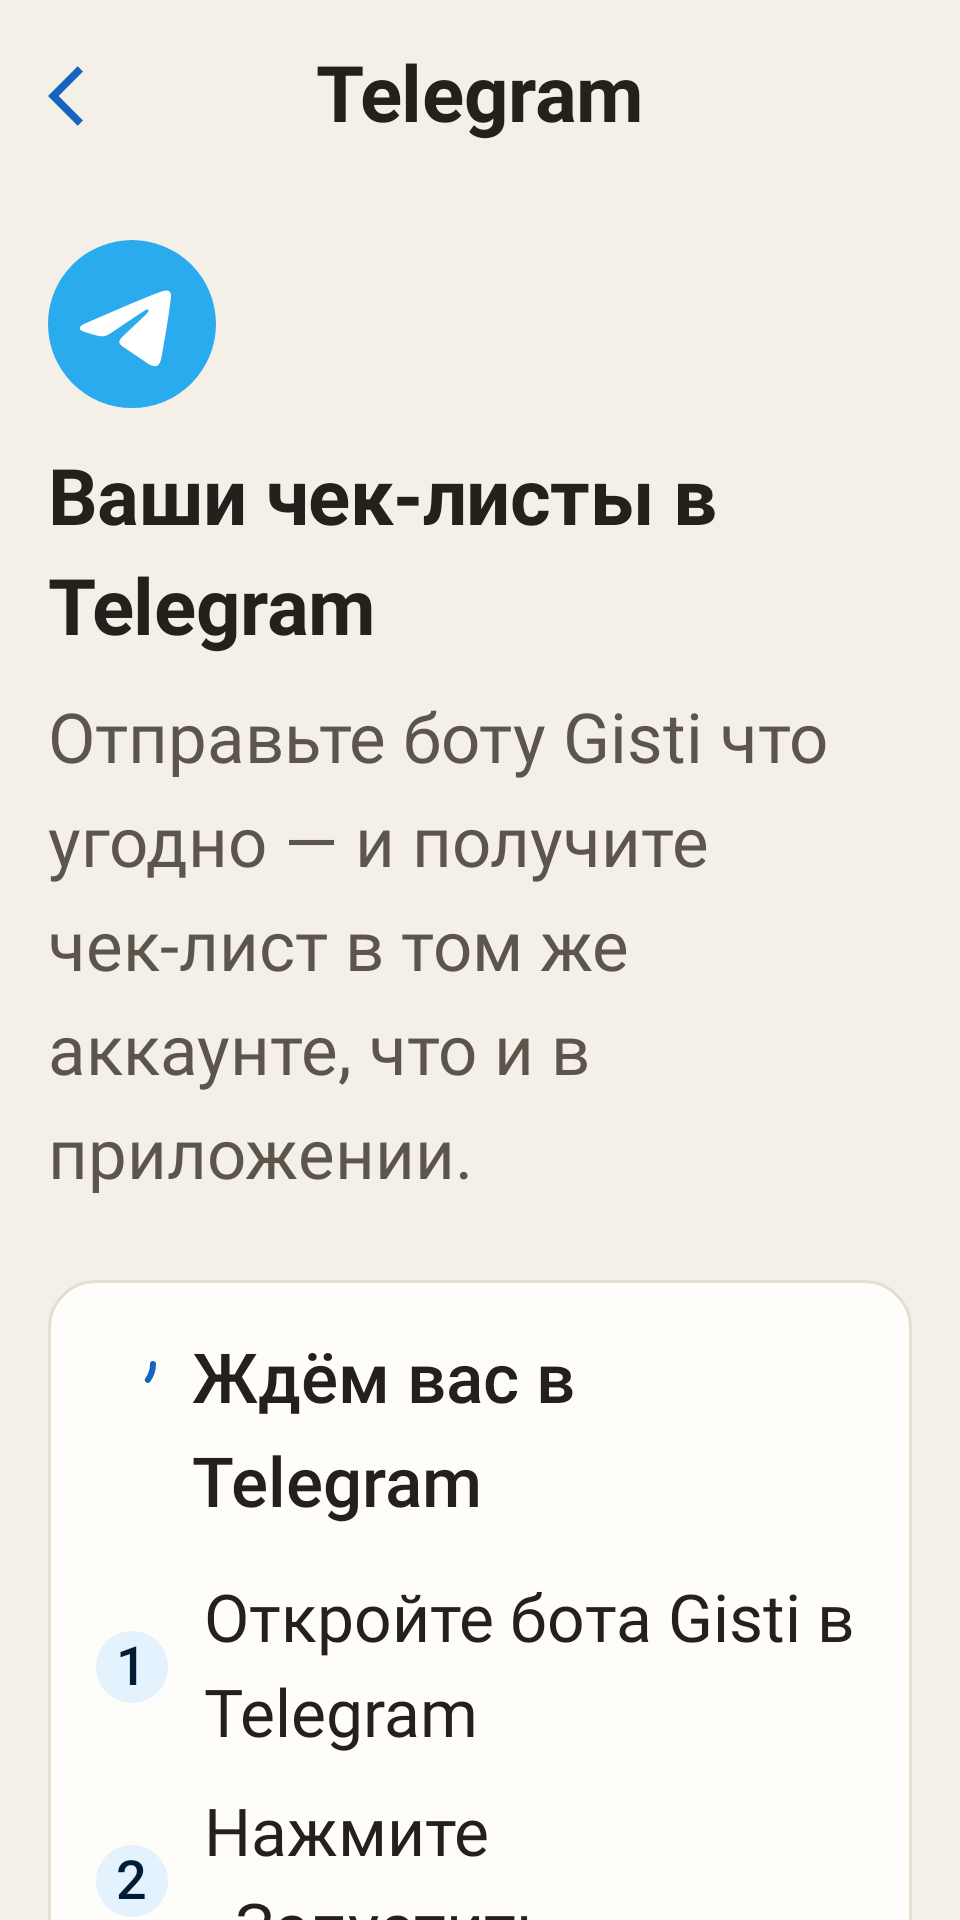 Telegram
Ваши чек-листы в
Telegram
Отправьте боту Gisti что
угодно — и получите
чек-лист в том же
аккаунте, что и в
приложении.
Ждём вас в
Telegram
1
Откройте бота Gisti в
Telegram
2
Нажмите